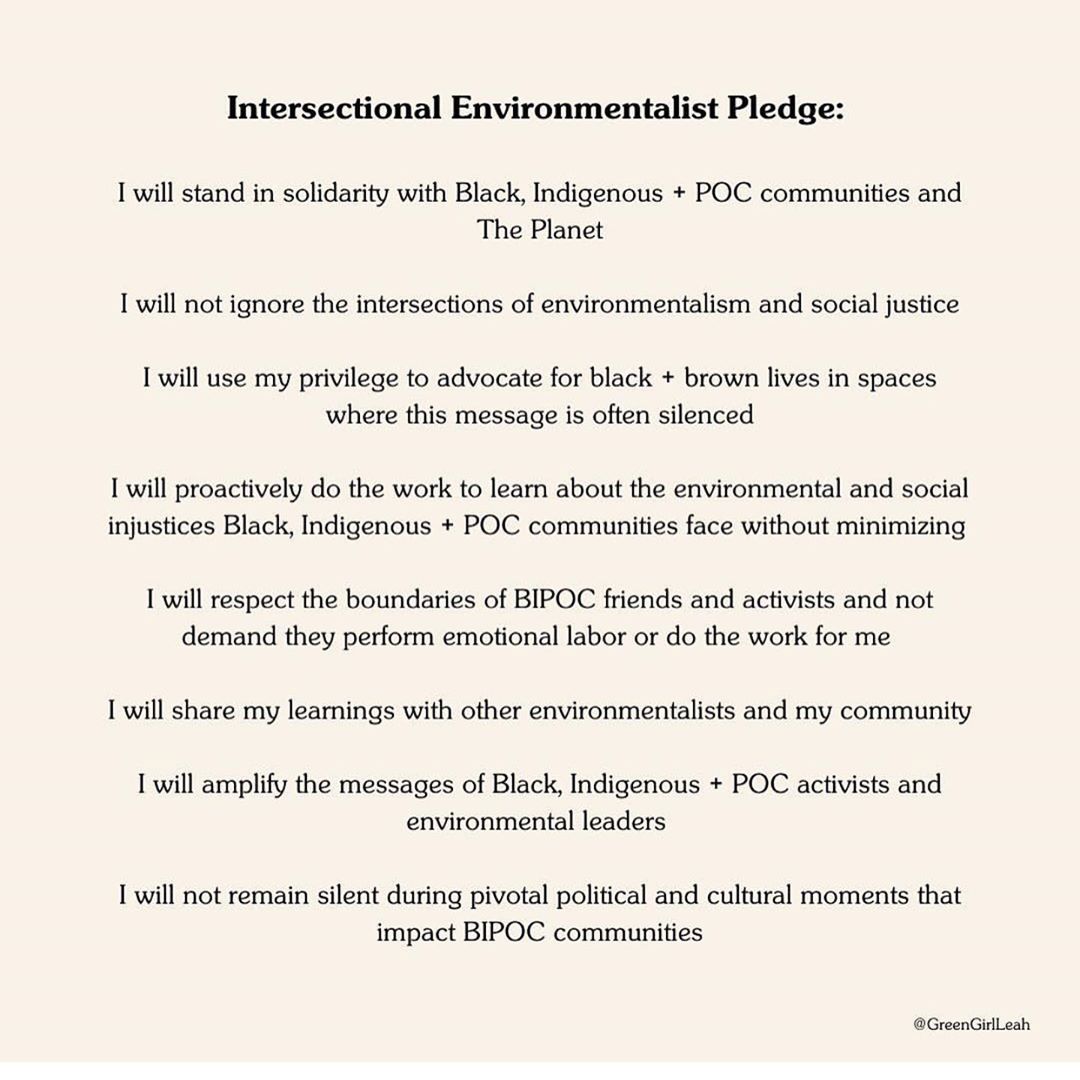 Intersectional Environmentalist Pledge:
I will stand in solidarity with Black, Indigenous + POC communities and
The Planet
I will not ignore the intersections of environmentalism and social justice
I will use my privilege to advocate for black + brown lives in spaces
where this message is often silenced
I will proactively do the work to learn about the environmental and social
injustices Black, Indigenous + POC communities face without minimizing
I will respect the boundaries of BIPOC friends and activists and not
demand they perform emotional labor or do the work for me
I will share my learnings with other environmentalists and my community
I will amplify the messages of Black, Indigenous + POC activists and
environmental leaders
I will not remain silent during pivotal political and cultural moments that
impact BIPOC communities
@GreenGirlLeah